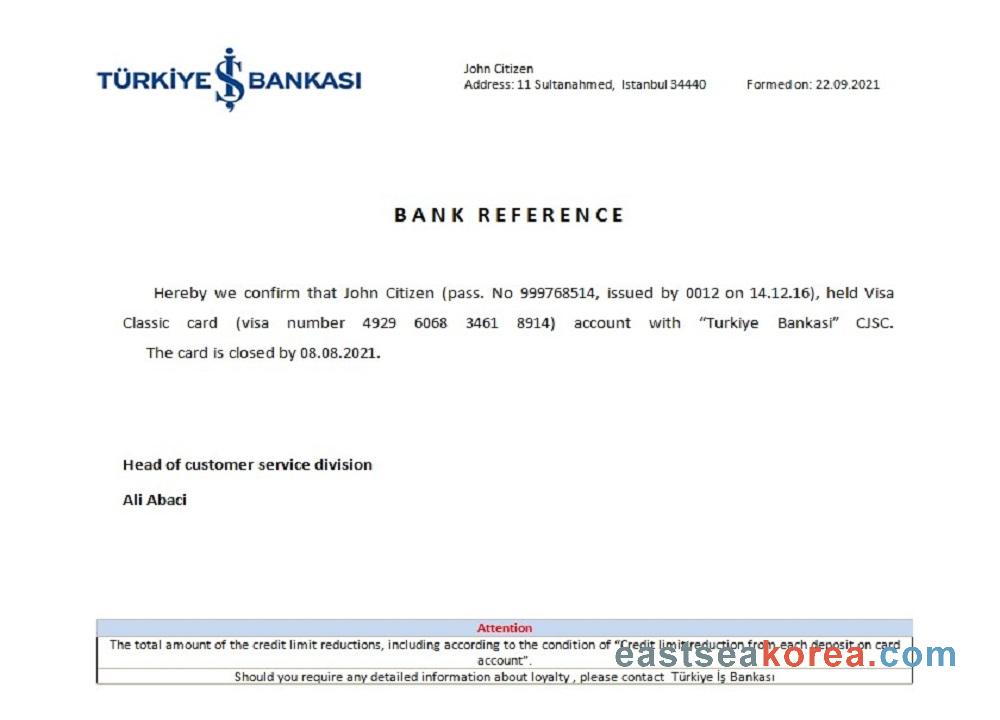 TÜRKİYE İŞ BANKASI
John Citizen
Address: 11 Sultanahmed, Istanbul 34440
Formed on: 22.09.2021
BANK REFERENCE
Hereby we confirm that John Citizen (pass. No 999768514, issued by 0012 on 14.12.16), held Visa
Classic card (visa number 4929 6068 3461 8914) account with “Turkiye Bankasi” CJSC.
The card is closed by 08.08.2021.
Head of customer service division
Ali Abaci
Attention
The total amount of the credit limit reductions, including according to the condition of “Credit limit reduction from each deposit on card
account”.
eastseakorea.com
Should you require any detailed information about loyalty , please contact Türkiye İş Bankası